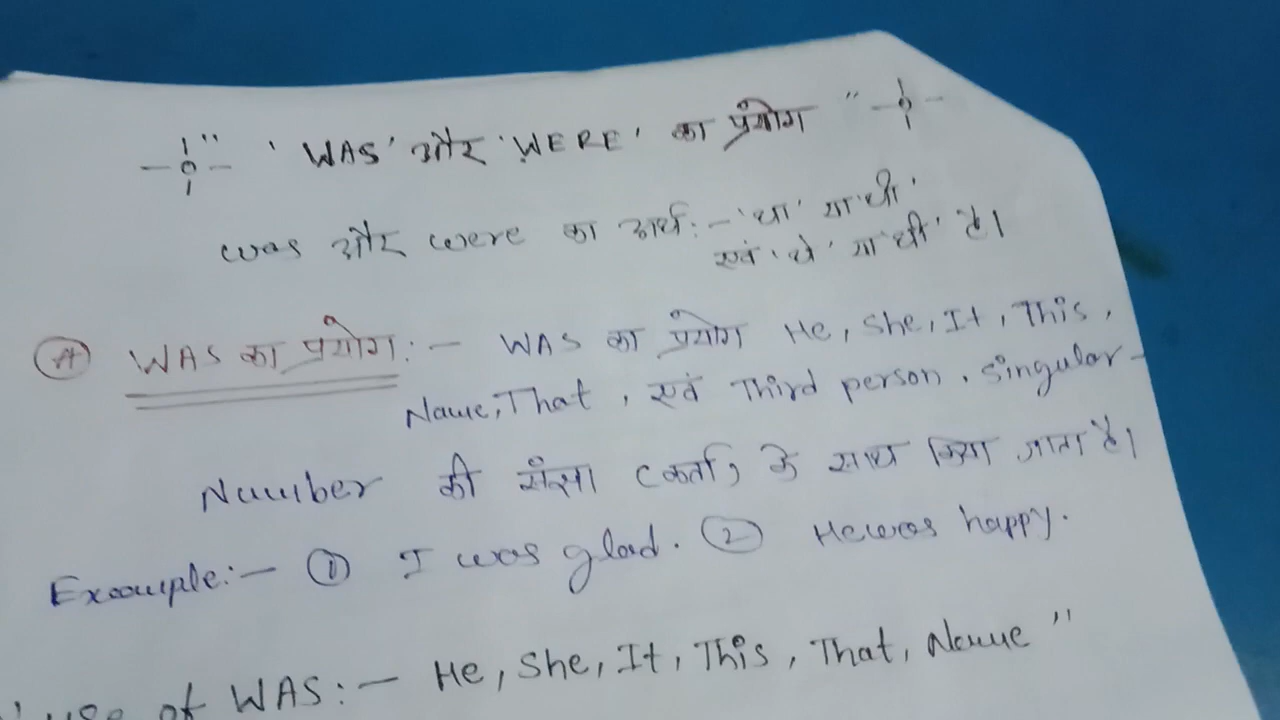 " 'WAS' और 'WERE' का प्रयोग "
was और were का अर्थ:- 'था' या 'थी'
एवं 'थे' या 'थी' है।
(A) WAS का प्रयोग :- WAS का प्रयोग He, She, It, This,
Name, That, एवं Third person, singular-
Number की संज्ञा (कर्ता) के साथ किया जाता है।
Example:- ① I was glad. ② He was happy.
use of WAS:- He, She, It, This, That, Name "